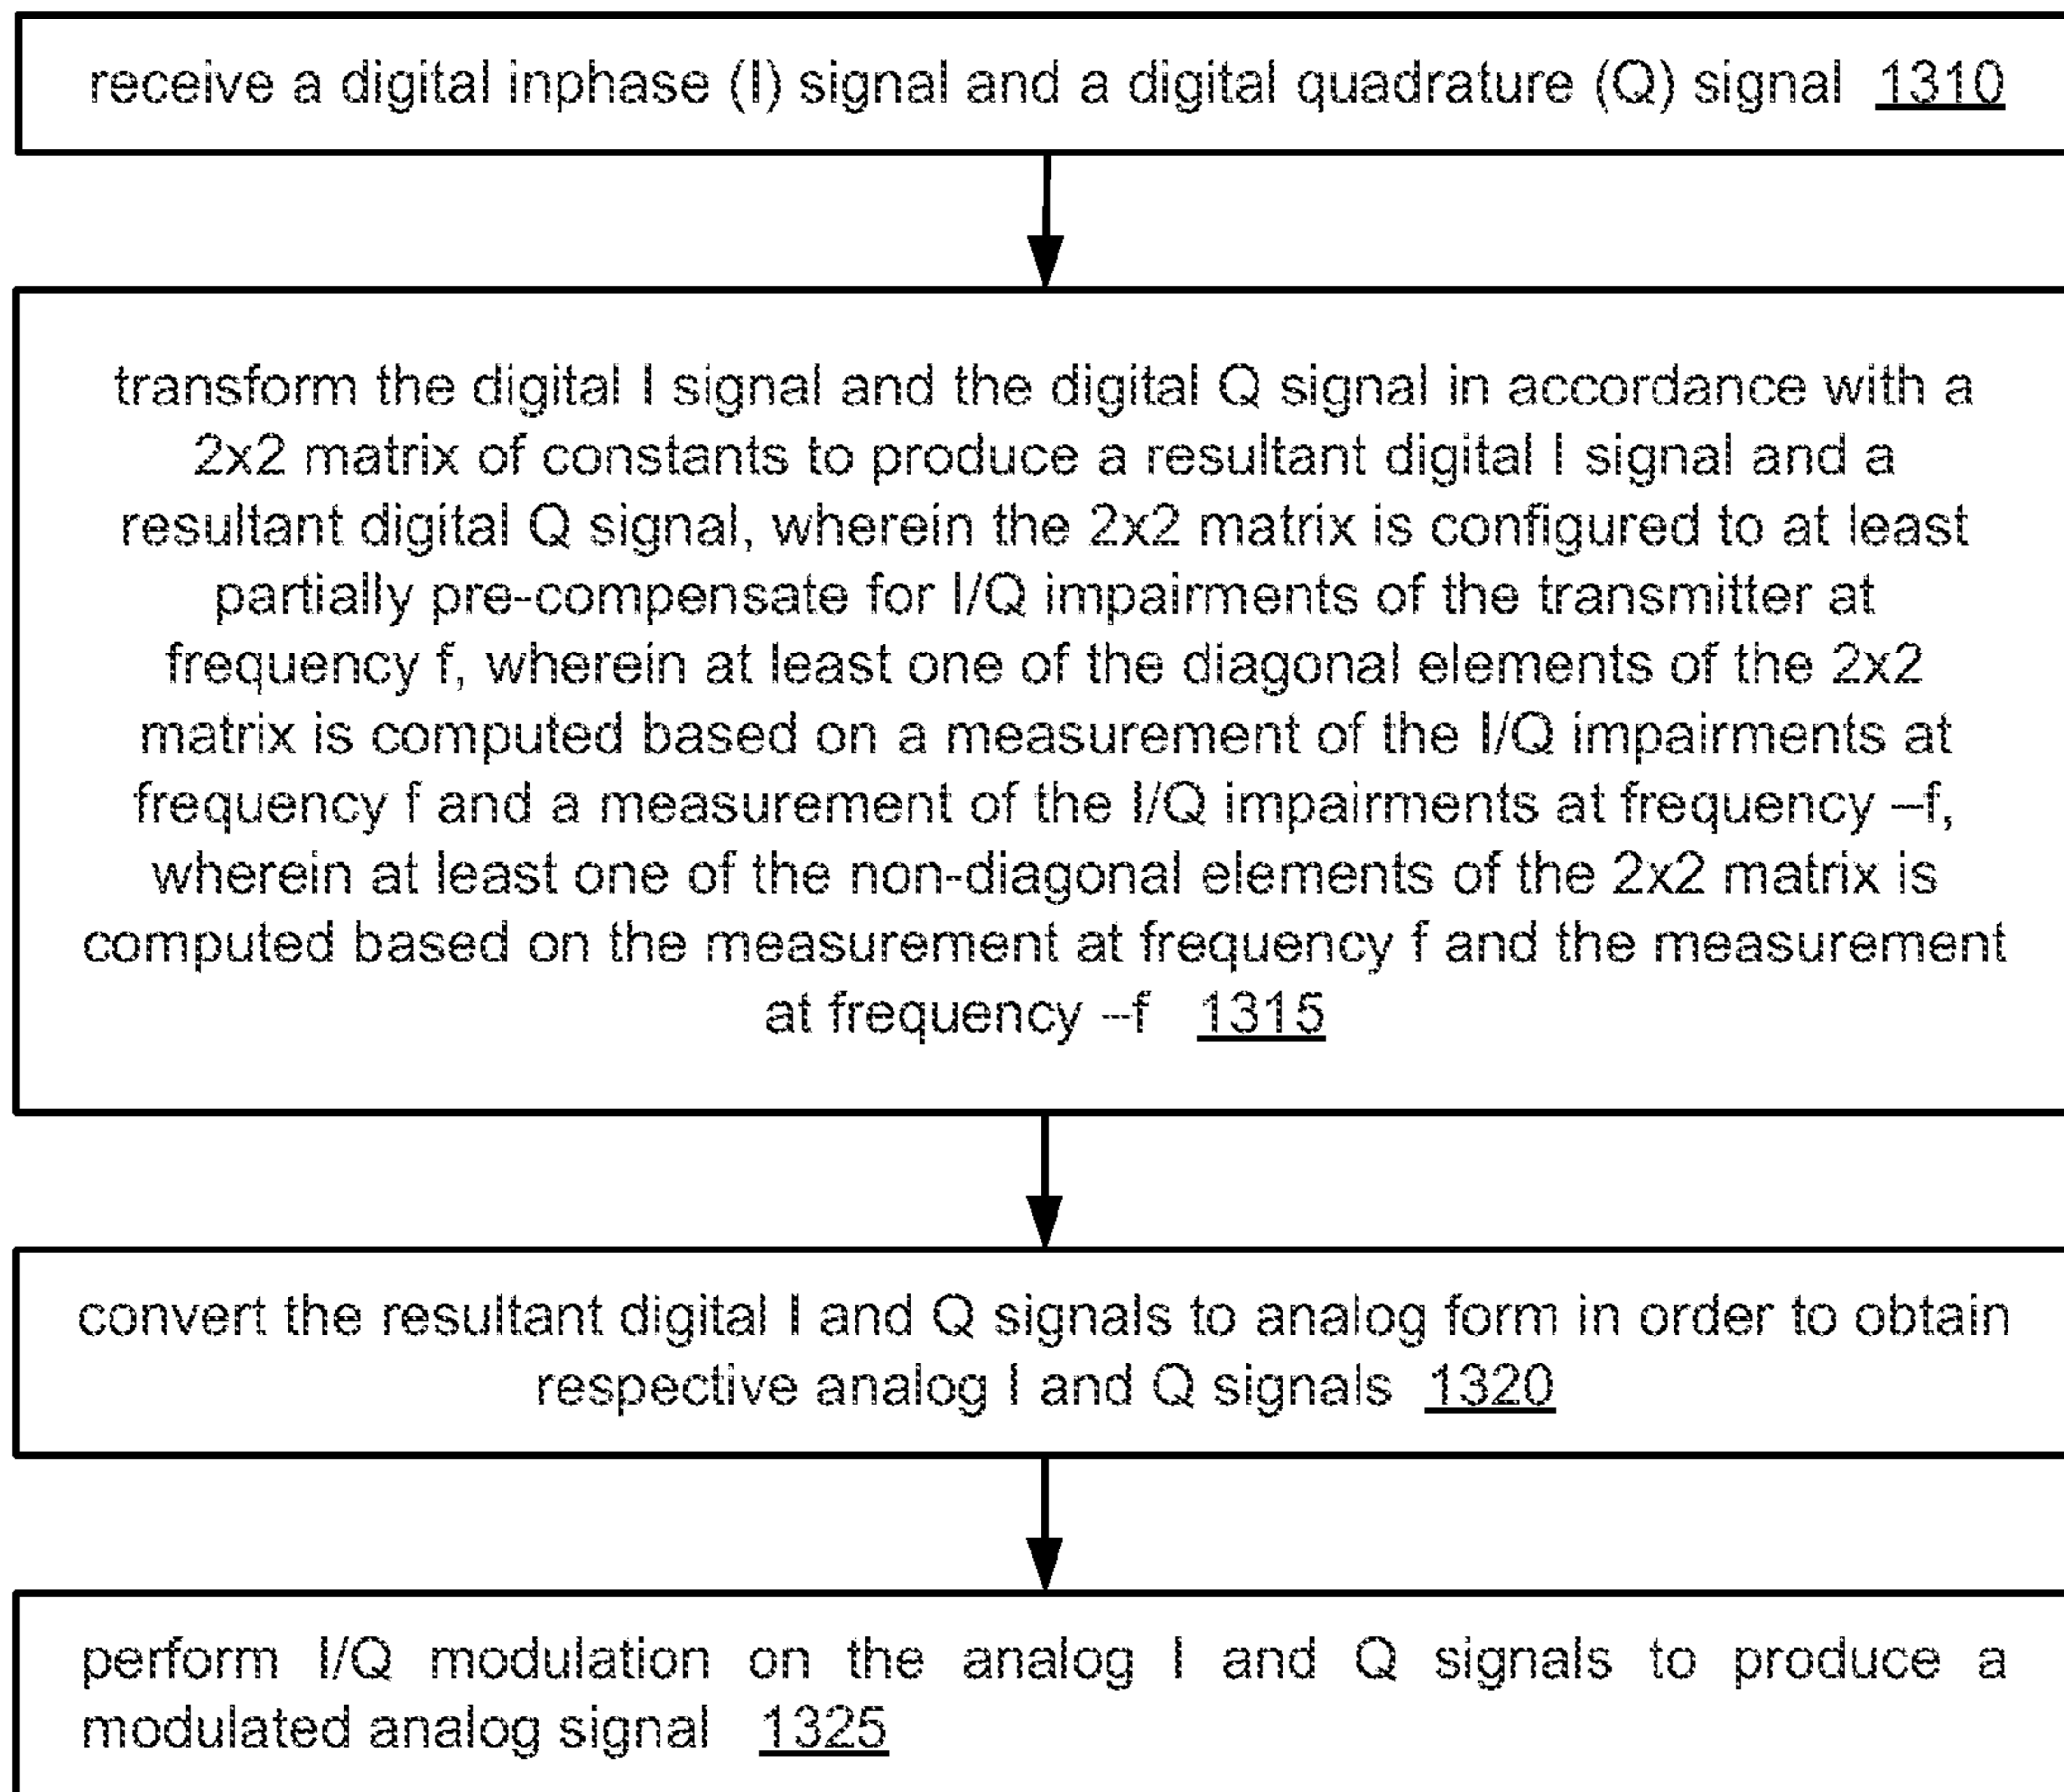 receive a digital inphase (I) signal and a digital quadrature (Q) signal 1310
transform the digital I signal and the digital Q signal in accordance with a
2x2 matrix of constants to produce a resultant digital I signal and a
resultant digital Q signal, wherein the 2x2 matrix is configured to at least
partially pre-compensate for I/Q impairments of the transmitter at
frequency f, wherein at least one of the diagonal elements of the 2x2
matrix is computed based on a measurement of the I/Q impairments at
frequency f and a measurement of the I/Q impairments at frequency –f,
wherein at least one of the non-diagonal elements of the 2x2 matrix is
computed based on the measurement at frequency f and the measurement
at frequency –f 1315
convert the resultant digital I and Q signals to analog form in order to obtain
respective analog I and Q signals 1320
perform I/Q modulation on the analog I and Q signals to produce a
modulated analog signal 1325